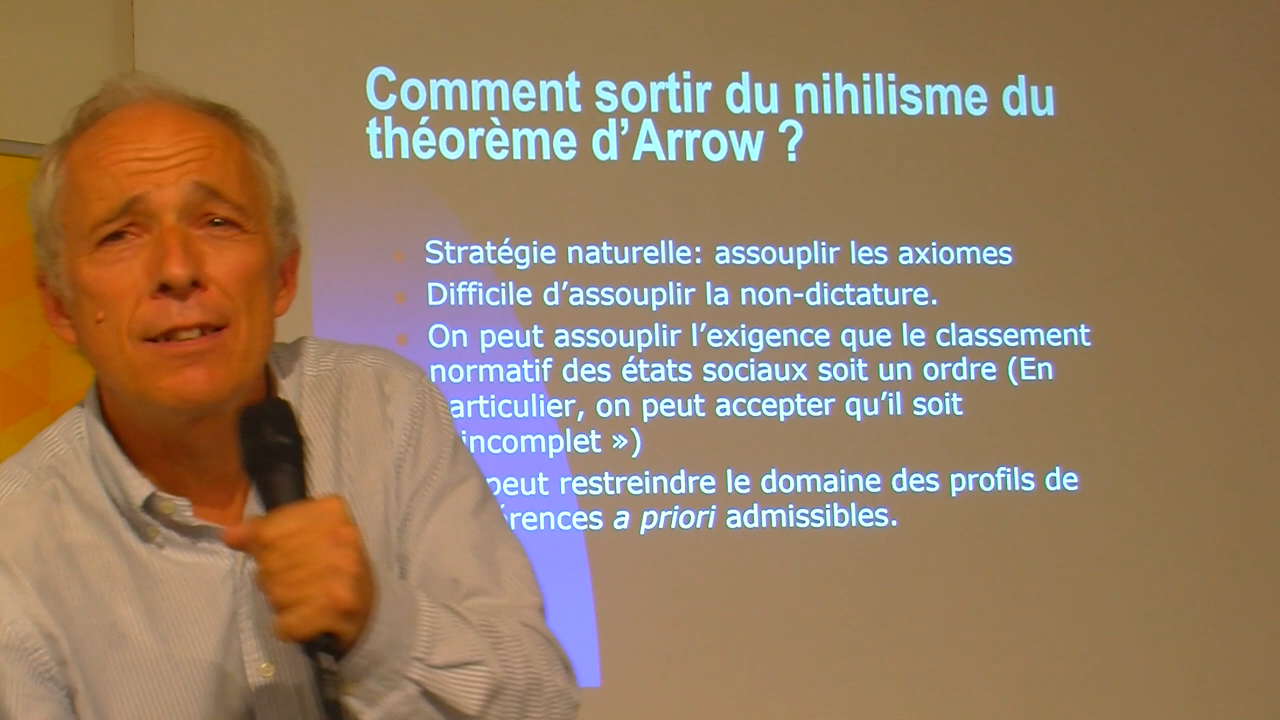 Comment sortir du nihilisme du
théorème d'Arrow ?
Stratégie naturelle: assouplir les axiomes
Difficile d'assouplir la non-dictature.
On peut assouplir l'exigence que le classement
normatif des états sociaux soit un ordre (En
articulier, on peut accepter qu'il soit
incomplet »)
peut restreindre le domaine des profils de
rences a priori admissibles.